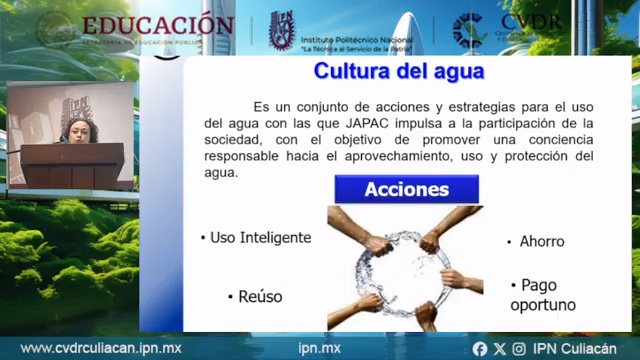 EDUCACIÓN
SECRETARÍA DE EDUCACIÓN PÚBLICA
IPN
Instituto Politécnico Nacional
"La Técnica al Servicio de la Patria"
CVDR
Cultura del agua
Es un conjunto de acciones y estrategias para el uso
del agua con las que JAPAC impulsa a la participación de la
sociedad, con el objetivo de promover una conciencia
responsable hacia el aprovechamiento, uso y protección del
agua.
Acciones
• Uso Inteligente
• Ahorro
• Reúso
• Pago
oportuno
www.cvdrculiacan.ipn.mx
ipn.mx
IPN Culiacán